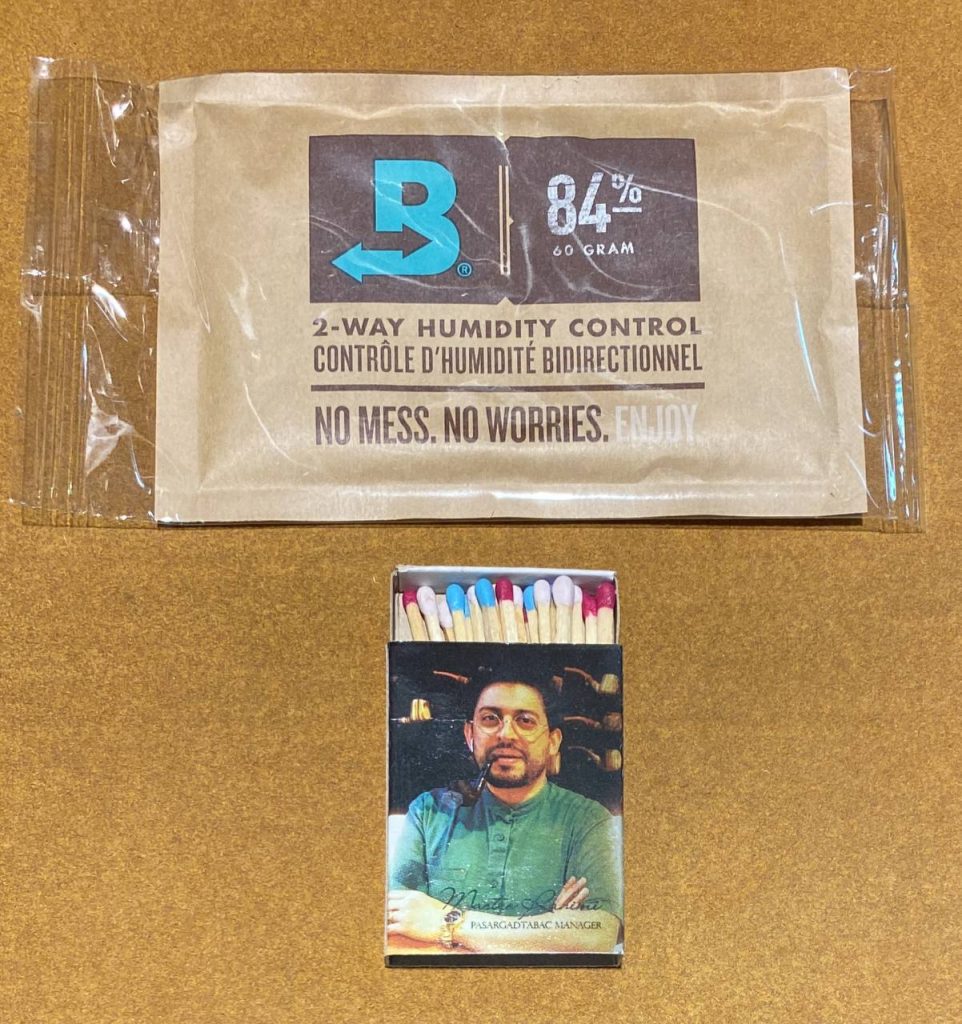 B®
84%
60 GRAM
2-WAY HUMIDITY CONTROL
CONTRÔLE D'HUMIDITÉ BIDIRECTIONNEL
NO MESS. NO WORRIES. ENJOY
PASARGADTABAC MANAGER